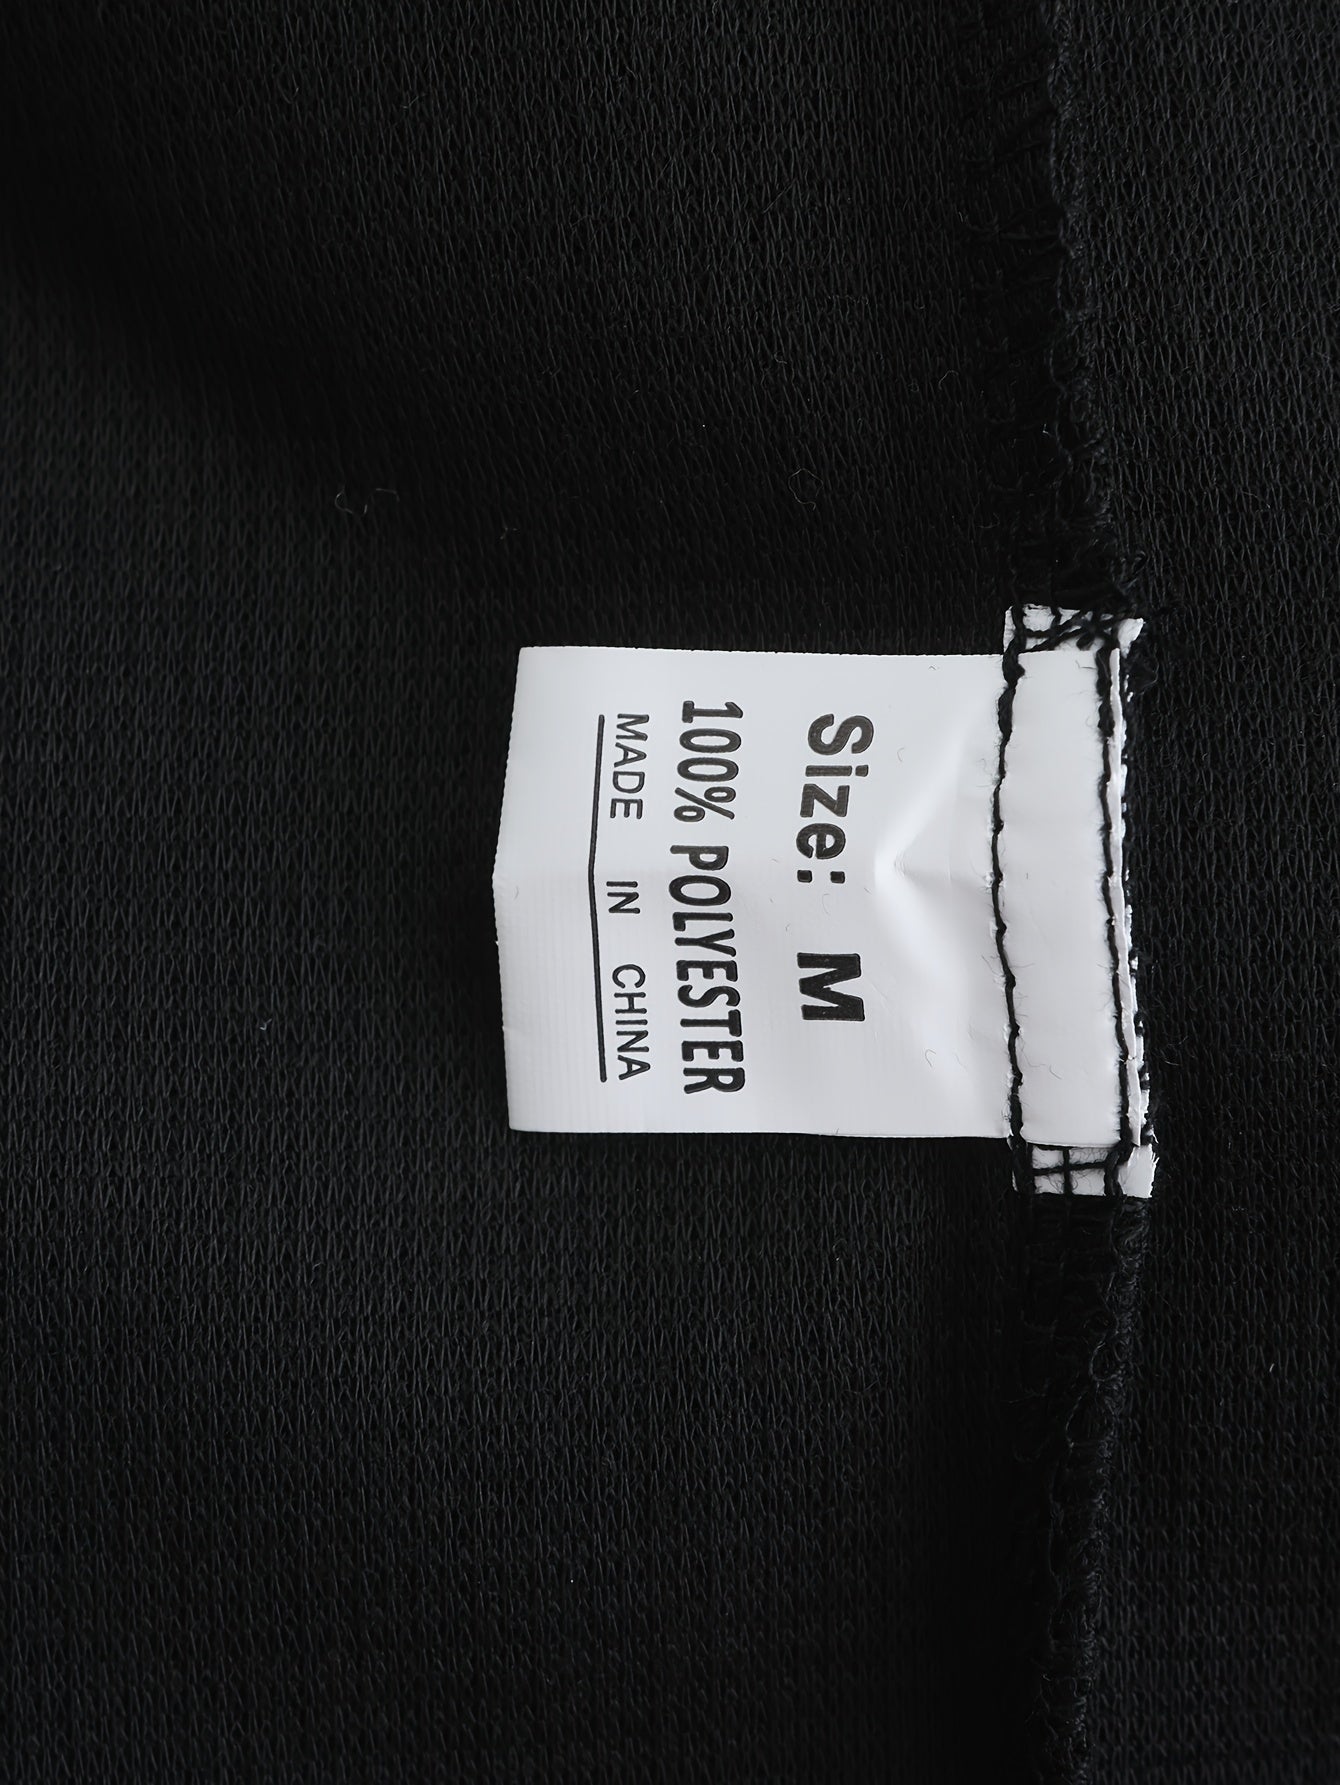 Size: M
100% POLYESTER
MADE IN CHINA